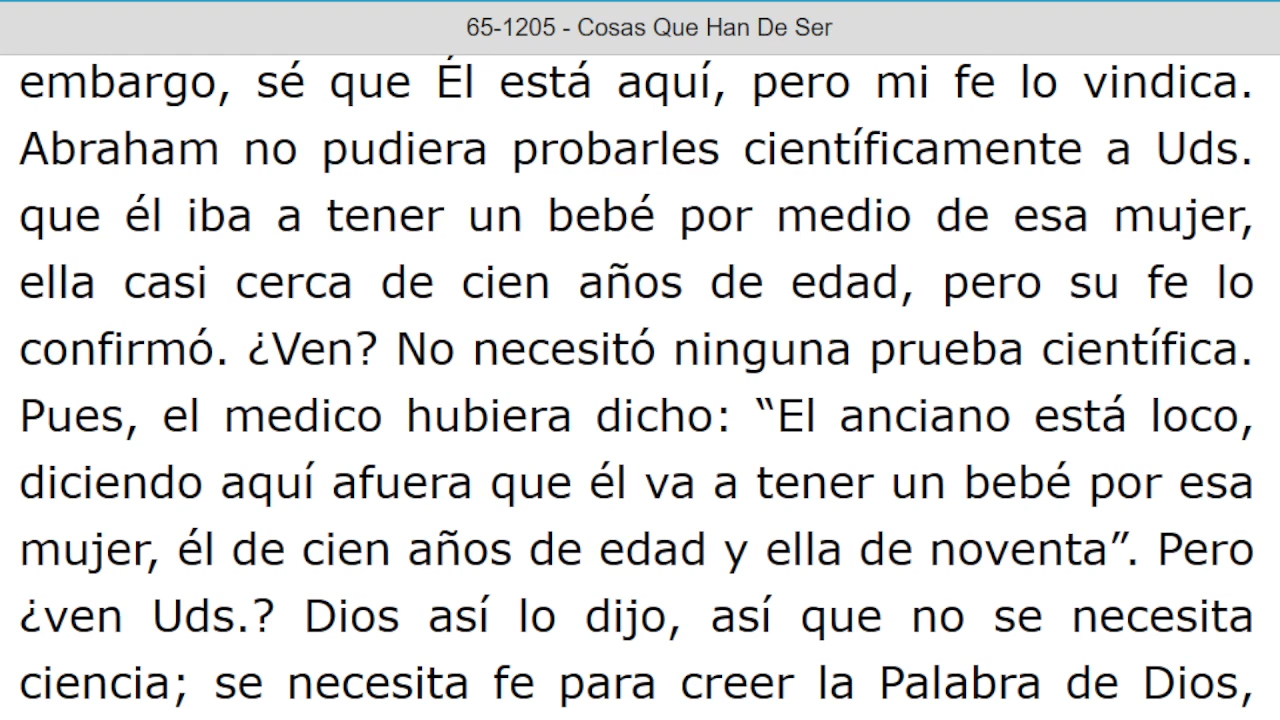 65-1205 - Cosas Que Han De Ser
embargo, sé que Él está aquí, pero mi fe lo vindica.
Abraham no pudiera probarles científicamente a Uds.
que él iba a tener un bebé por medio de esa mujer,
ella casi cerca de cien años de edad, pero su fe lo
confirmó. ¿Ven? No necesitó ninguna prueba científica.
Pues, el medico hubiera dicho: “El anciano está loco,
diciendo aquí afuera que él va a tener un bebé por esa
mujer, él de cien años de edad y ella de noventa”. Pero
¿ven Uds.? Dios así lo dijo, así que no se necesita
ciencia; se necesita fe para creer la Palabra de Dios,